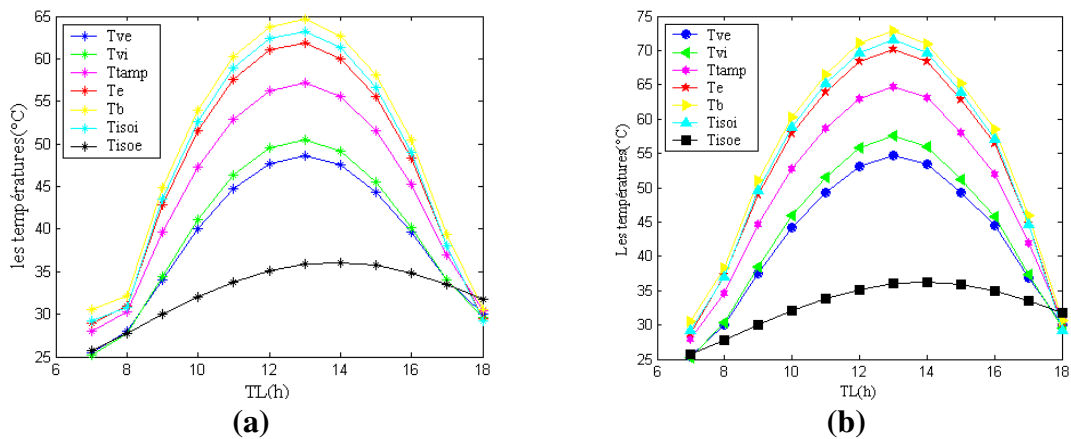 65
60
55
50
45
40
35
30
25
6
8
10
12
14
16
18
les températures(°C)
TL(h)
Tve
Tvi
Ttamp
Te
Tb
Tisoi
Tisoe
(a)
75
70
65
60
55
50
45
40
35
30
25
6
8
10
12
14
16
18
Les températures(°C)
TL(h)
Tve
Tvi
Ttamp
Te
Tb
Tisoi
Tisoe
(b)